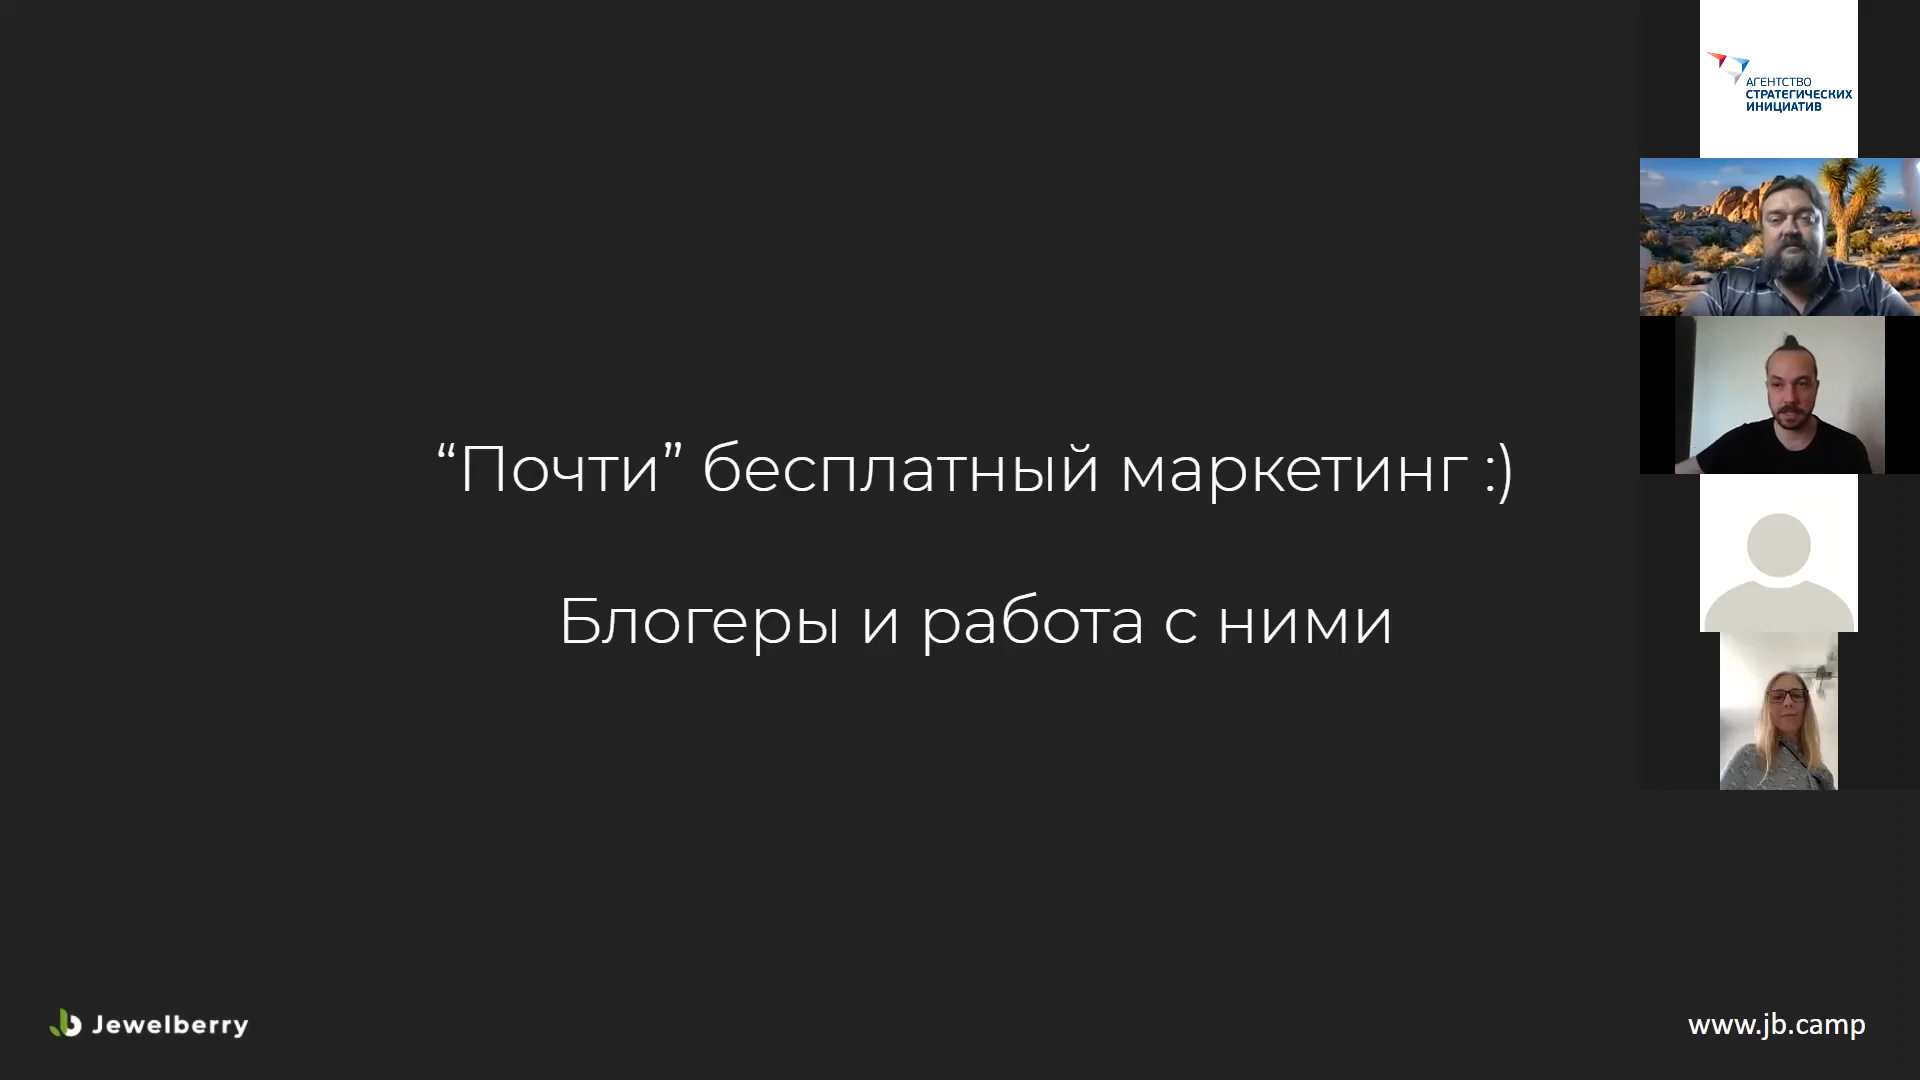 АГЕНТСТВО
СТРАТЕГИЧЕСКИХ
ИНИЦИАТИВ
“Почти” бесплатный маркетинг :)
Блогеры и работа с ними
Jewelberry
www.jb.camp